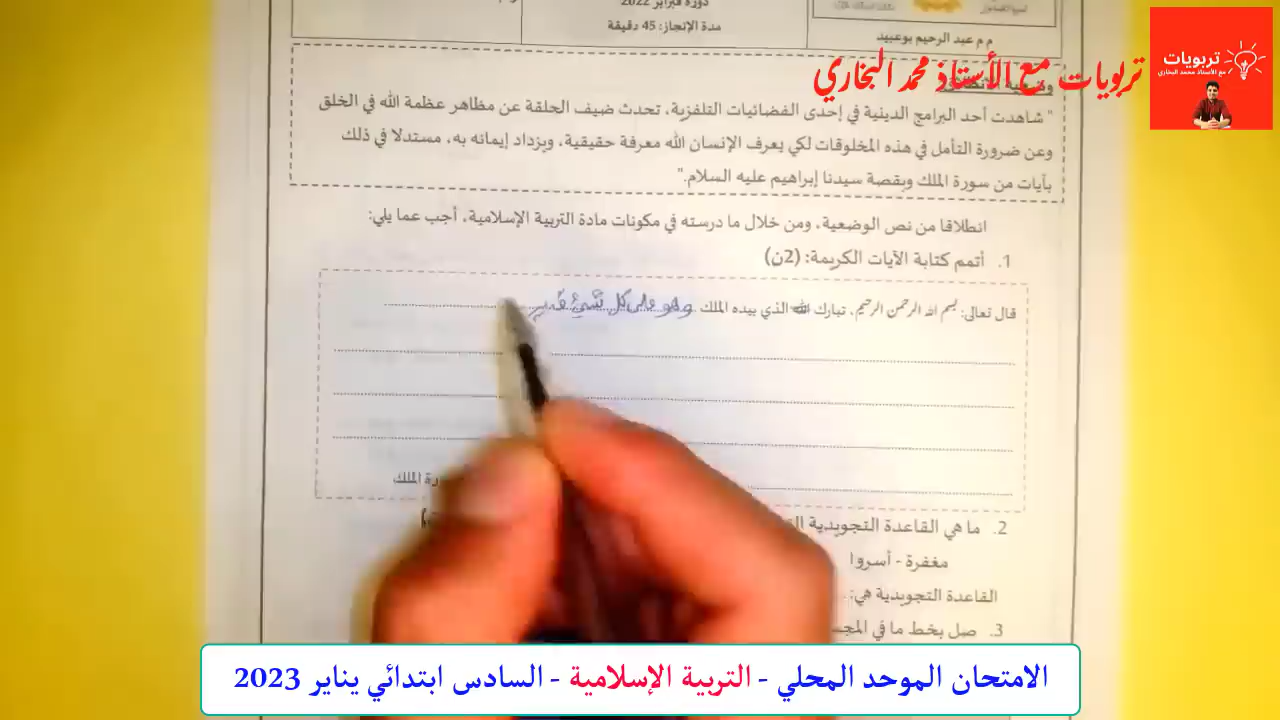 دورة فبراير 2022
مدة الإنجاز: 45 دقيقة
م م عبد الرحيم بوعبيد
تربويات
مع الأستاذ محمد البخاري
تربويات مع الأستاذ محمد البخاري
" شاهدت أحد البرامج الدينية في إحدى الفضائيات التلفزية، تحدث ضيف الحلقة عن مظاهر عظمة الله في الخلق
وعن ضرورة التأمل في هذه المخلوقات لكي يعرف الإنسان الله معرفة حقيقية، ويزداد إيمانه به، مستدلا في ذلك
بآيات من سورة الملك وبقصة سيدنا إبراهيم عليه السلام."
انطلاقا من نص الوضعية، ومن خلال ما درسته في مكونات مادة التربية الإسلامية، أجب عما يلي:
1. أتمم كتابة الآيات الكريمة: (2ن)
قال تعالى: بسم الله الرحمن الرحيم، تبارك الله الذي بيده الملك وهو على كل شيء قدير
الملك
2. ما هي القاعدة التجويدية
مغفرة - أسروا
القاعدة التجويدية هي:
3. صل بخط ما في
الامتحان الموحد المحلي - التربية الإسلامية - السادس ابتدائي يناير 2023